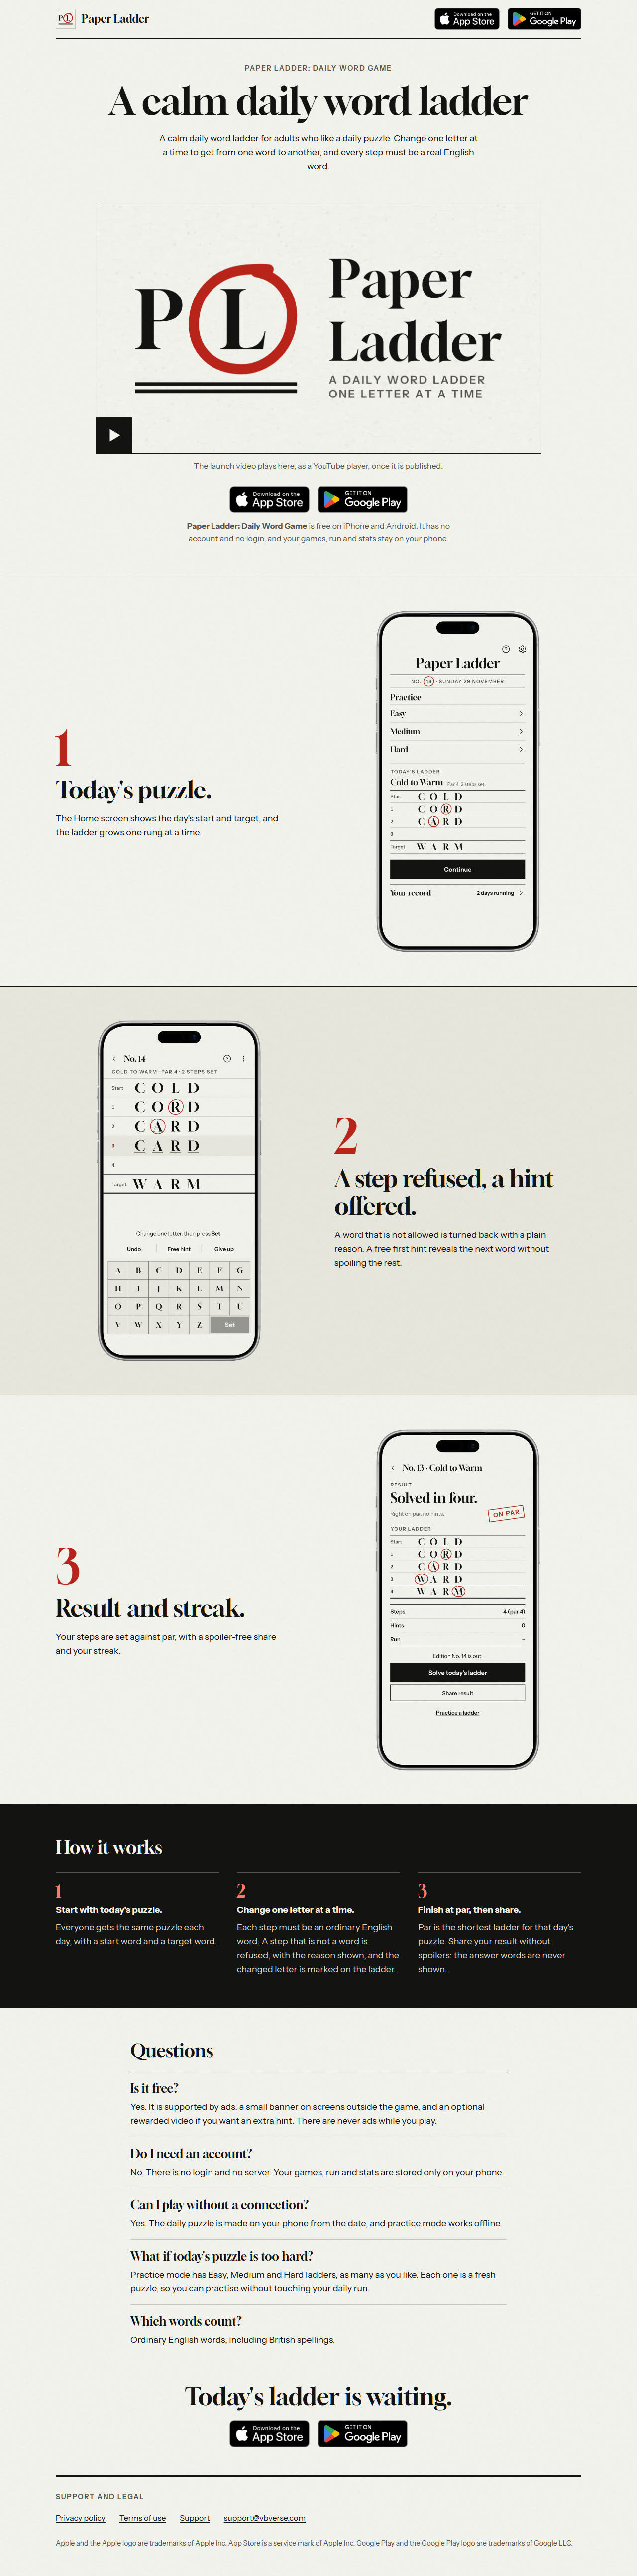 PL
Paper Ladder
Download on the
App Store
GET IT ON
Google Play
PAPER LADDER: DAILY WORD GAME
A calm daily word ladder
A calm daily word ladder for adults who like a daily puzzle. Change one letter at
a time to get from one word to another, and every step must be a real English
word.
P L
Paper
Ladder
A DAILY WORD LADDER
ONE LETTER AT A TIME
The launch video plays here, as a YouTube player, once it is published.
Download on the
App Store
GET IT ON
Google Play
Paper Ladder: Daily Word Game is free on iPhone and Android. It has no
account and no login, and your games, run and stats stay on your phone.
1
Today's puzzle.
The Home screen shows the day's start and target, and
the ladder grows one rung at a time.
Paper Ladder
NO. 14 · SUNDAY 29 NOVEMBER
Practice
Easy
Medium
Hard
TODAY'S LADDER
Cold to Warm Par 4, 2 steps set.
Start C O L D
1 C O R D
2 C A R D
3
Target W A R M
Continue
Your record 2 days running
No. 14
COLD TO WARM · PAR 4 · 2 STEPS SET
Start C O L D
1 C O R D
2 C A R D
3 C A R D
4
Target W A R M
Change one letter, then press Set.
Undo Free hint Give up
A B C D E F G
H I J K L M N
O P Q R S T U
V W X Y Z Set
2
A step refused, a hint
offered.
A word that is not allowed is turned back with a plain
reason. A free first hint reveals the next word without
spoiling the rest.
3
Result and streak.
Your steps are set against par, with a spoiler-free share
and your streak.
No. 13 · Cold to Warm
RESULT
Solved in four.
Right on par, no hints.
ON PAR
YOUR LADDER
Start C O L D
1 C O R D
2 C A R D
3 W A R D
4 W A R M
Steps 4 (par 4)
Hints 0
Run –
Edition No. 14 is out.
Solve today's ladder
Share result
Practice a ladder
How it works
1
Start with today's puzzle.
Everyone gets the same puzzle each
day, with a start word and a target word.
2
Change one letter at a time.
Each step must be an ordinary English
word. A step that is not a word is
refused, with the reason shown, and the
changed letter is marked on the ladder.
3
Finish at par, then share.
Par is the shortest ladder for that day's
puzzle. Share your result without
spoilers: the answer words are never
shown.
Questions
Is it free?
Yes. It is supported by ads: a small banner on screens outside the game, and an optional
rewarded video if you want an extra hint. There are never ads while you play.
Do I need an account?
No. There is no login and no server. Your games, run and stats are stored only on your phone.
Can I play without a connection?
Yes. The daily puzzle is made on your phone from the date, and practice mode works offline.
What if today's puzzle is too hard?
Practice mode has Easy, Medium and Hard ladders, as many as you like. Each one is a fresh
puzzle, so you can practise without touching your daily run.
Which words count?
Ordinary English words, including British spellings.
Today's ladder is waiting.
Download on the
App Store
GET IT ON
Google Play
SUPPORT AND LEGAL
Privacy policy Terms of use Support support@vbverse.com
Apple and the Apple logo are trademarks of Apple Inc. App Store is a service mark of Apple Inc. Google Play and the Google Play logo are trademarks of Google LLC.